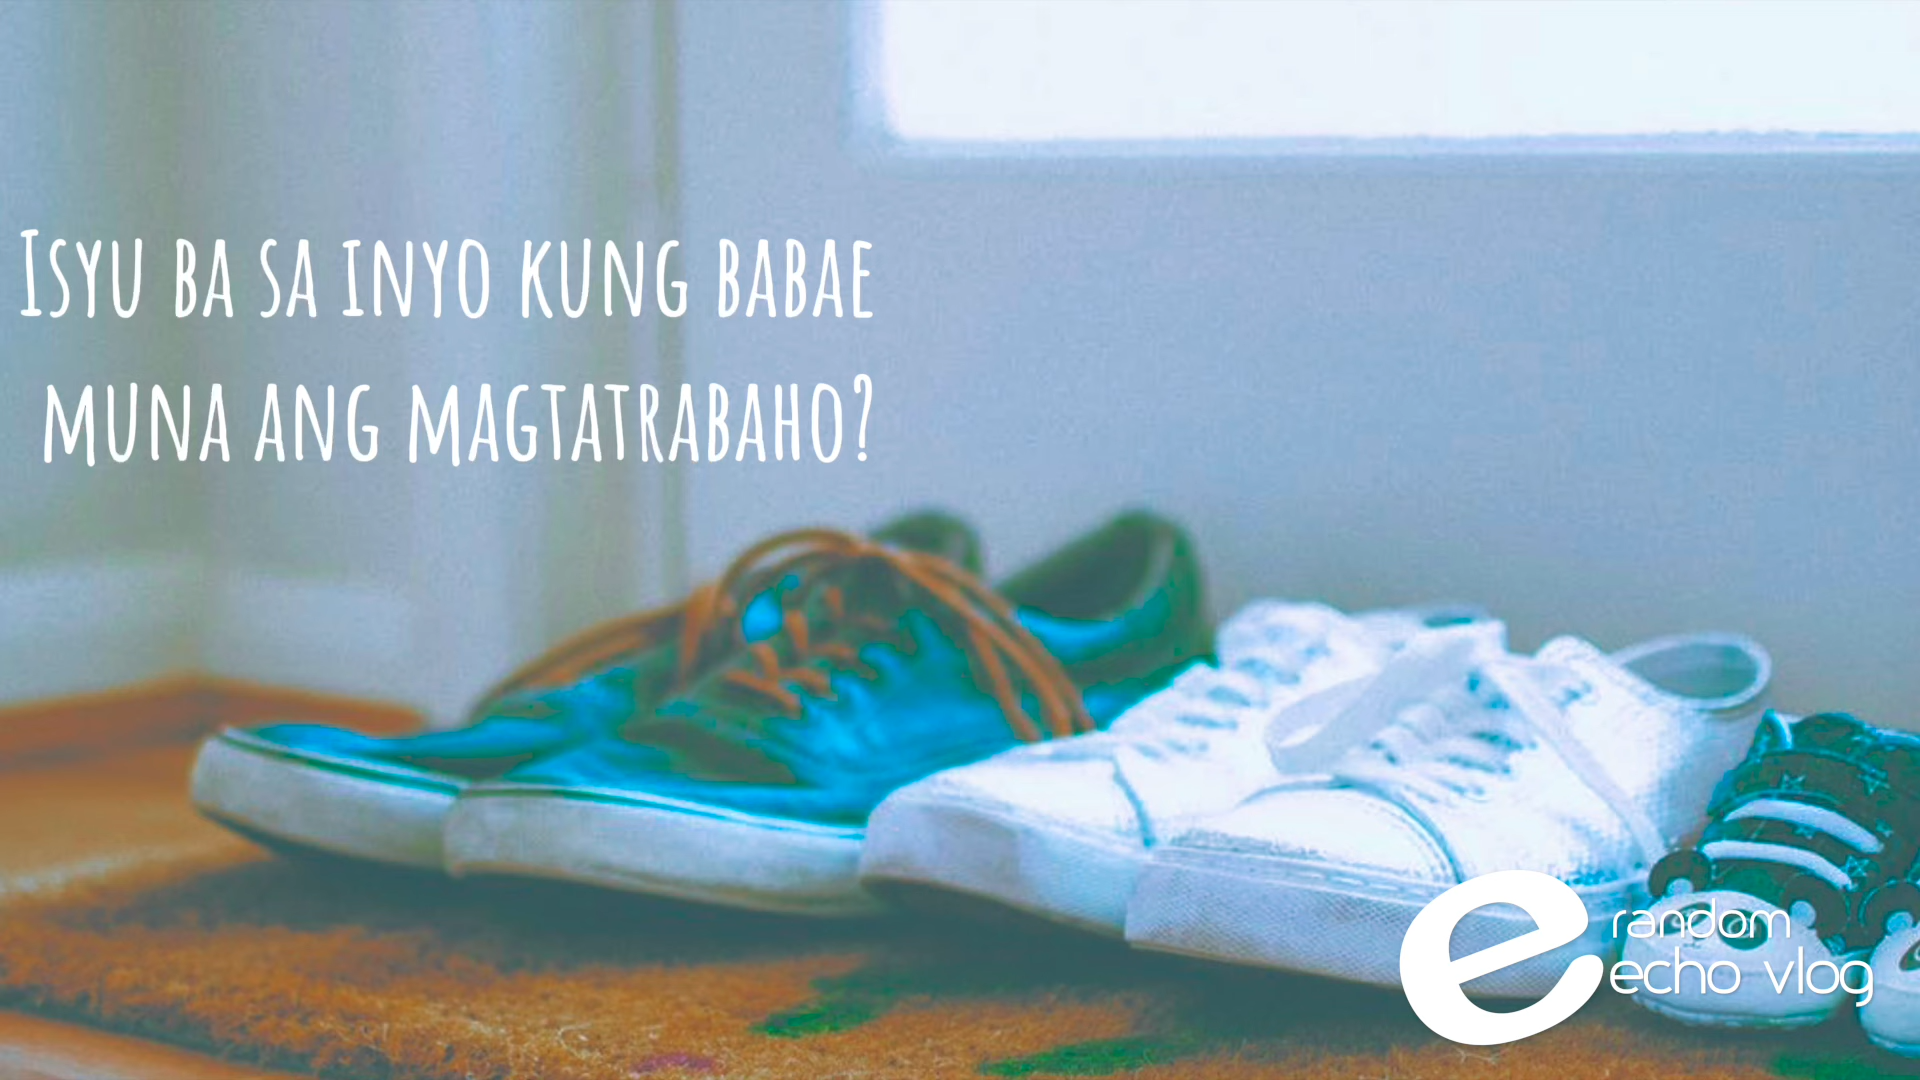 Isyu ba sa inyo kung babae
muna ang magtatrabaho?
random
echo vlog